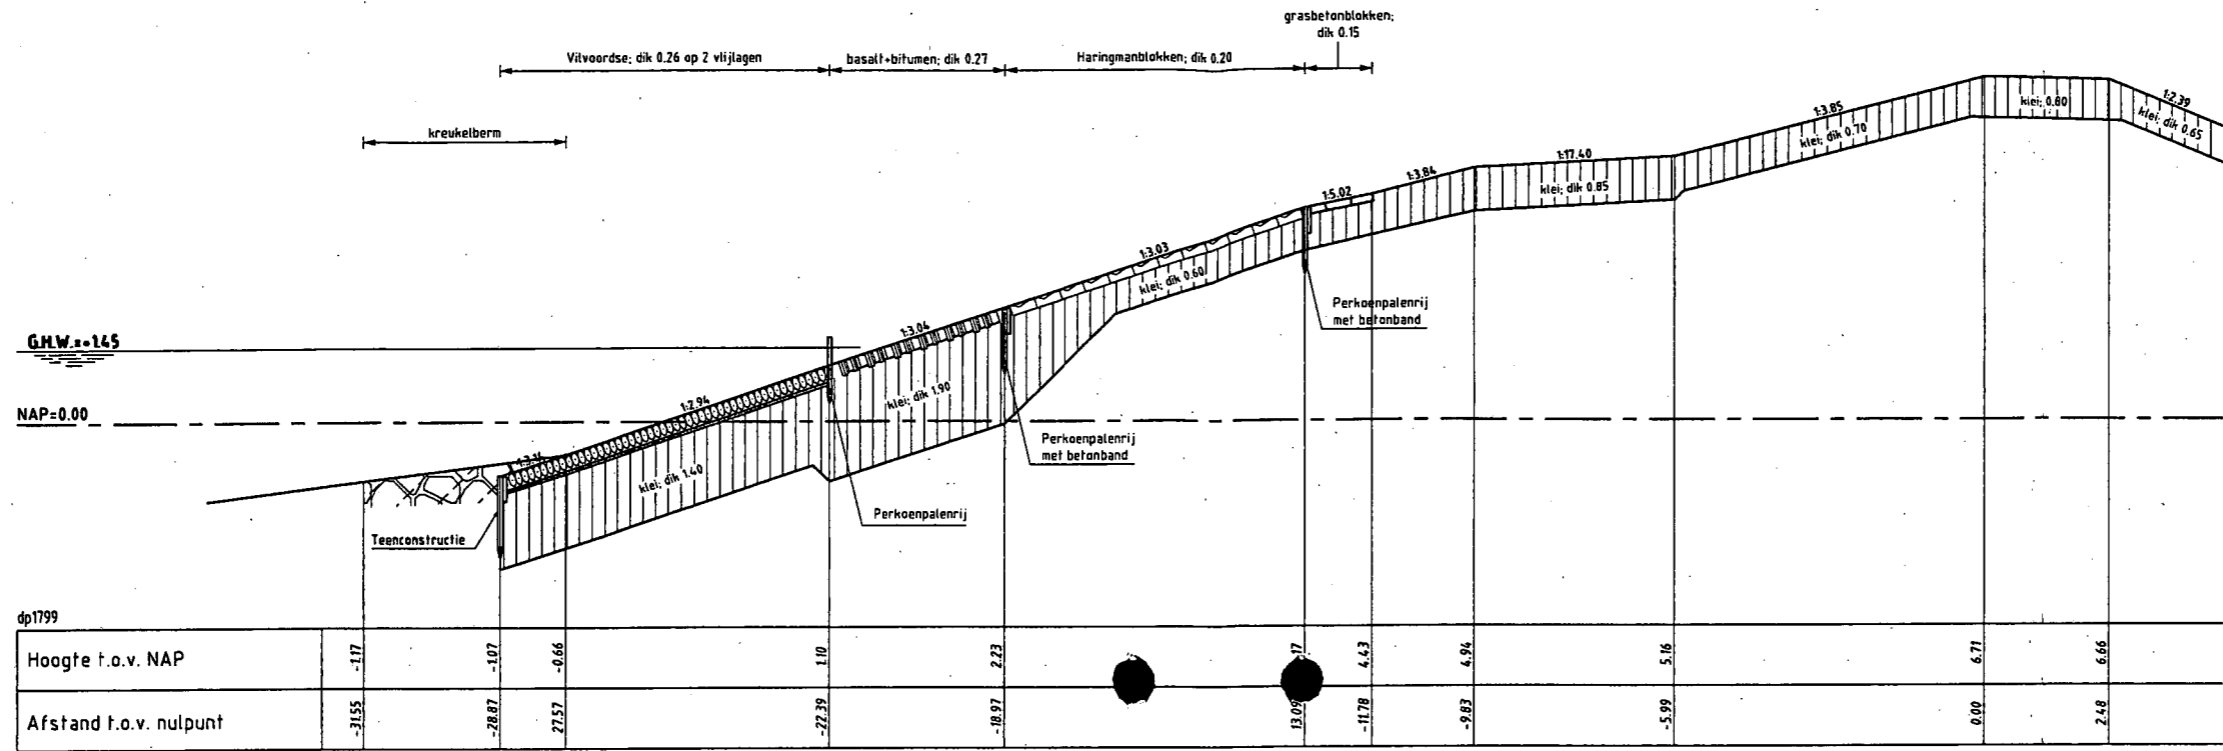 grasbetonblokken;
dik 0.15
Vilvoordse; dik 0.26 op 2 vlijlagen
basalt+bitumen; dik 0.27
Haringmanblokken; dik 0.20
kreukelberm
1:2.39
klei; 0.80
klei; dik 0.65
1:3.85
klei; dik 0.70
1:17.40
klei; dik 0.85
1:3.84
1:5.02
1:3.03
klei; dik 0.60
Perkoenpalenrij
met betonband
G.H.W.=+1.45
1:3.04
klei; dik 1.90
NAP=0.00
1:2.94
Perkoenpalenrij
met betonband
1:3.14
klei; dik 1.40
Perkoenpalenrij
Teenconstructie
dp1799
Hoogte t.o.v. NAP
-1.17
-1.07
-0.66
1.10
2.23
17
4.43
4.94
5.16
6.71
6.66
Afstand t.o.v. nulpunt
-31.55
-28.87
27.57
-22.39
-18.97
13.09
-11.78
-9.83
-5.99
0.00
2.48